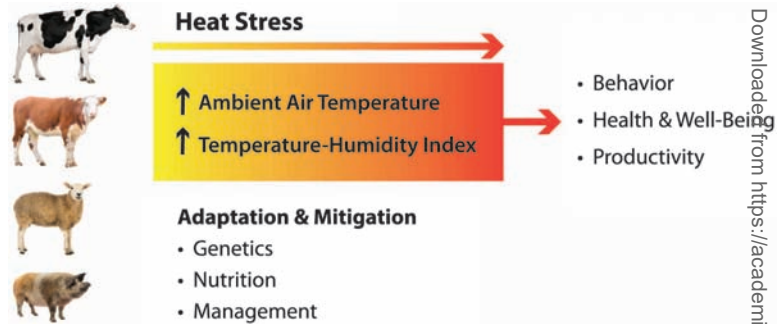 Heat Stress
↑ Ambient Air Temperature
↑ Temperature-Humidity Index
• Behavior
• Health & Well-Being
• Productivity
Adaptation & Mitigation
• Genetics
• Nutrition
• Management
Downloaded from https://academi